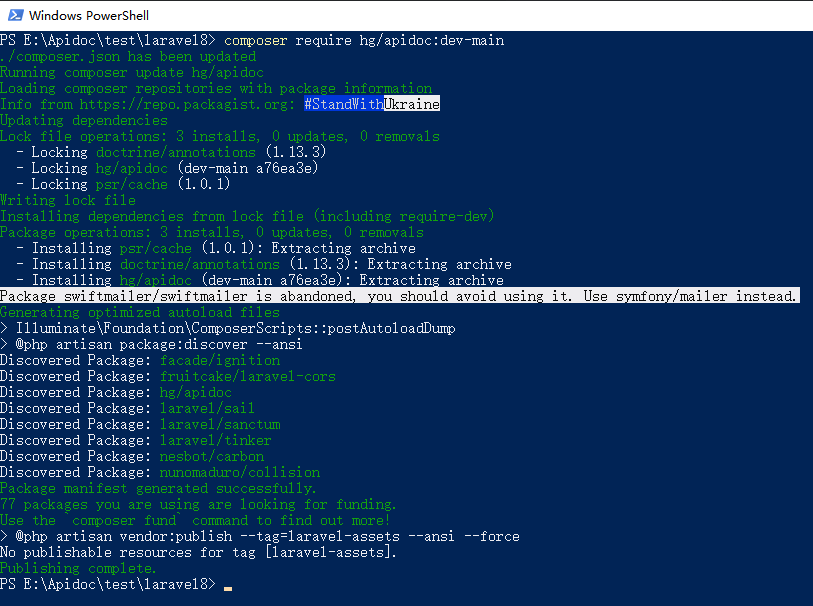 Windows PowerShell
PS E:\Apidoc\test\laravel8> composer require hg/apidoc:dev-main
./composer.json has been updated
Running composer update hg/apidoc
Loading composer repositories with package information
Info from https://repo.packagist.org: #StandWithUkraine
Updating dependencies
Lock file operations: 3 installs, 0 updates, 0 removals
  - Locking doctrine/annotations (1.13.3)
  - Locking hg/apidoc (dev-main a76ea3e)
  - Locking psr/cache (1.0.1)
Writing lock file
Installing dependencies from lock file (including require-dev)
Package operations: 3 installs, 0 updates, 0 removals
  - Installing psr/cache (1.0.1): Extracting archive
  - Installing doctrine/annotations (1.13.3): Extracting archive
  - Installing hg/apidoc (dev-main a76ea3e): Extracting archive
Package swiftmailer/swiftmailer is abandoned, you should avoid using it. Use symfony/mailer instead.
Generating optimized autoload files
> Illuminate\Foundation\ComposerScripts::postAutoloadDump
> @php artisan package:discover --ansi
Discovered Package: facade/ignition
Discovered Package: fruitcake/laravel-cors
Discovered Package: hg/apidoc
Discovered Package: laravel/sail
Discovered Package: laravel/sanctum
Discovered Package: laravel/tinker
Discovered Package: nesbot/carbon
Discovered Package: nunomaduro/collision
Package manifest generated successfully.
77 packages you are using are looking for funding.
Use the `composer fund` command to find out more!
> @php artisan vendor:publish --tag=laravel-assets --ansi --force
No publishable resources for tag [laravel-assets].
Publishing complete.
PS E:\Apidoc\test\laravel8>